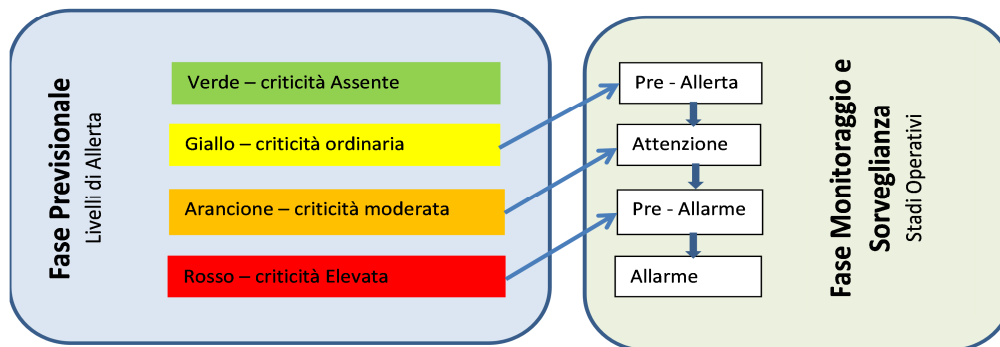 Fase Previsionale
Livelli di Allerta
Verde – criticità Assente
Giallo – criticità ordinaria
Arancione – criticità moderata
Rosso – criticità Elevata
Pre - Allerta
Attenzione
Pre - Allarme
Allarme
Fase Monitoraggio e
Sorveglianza
Stadi Operativi